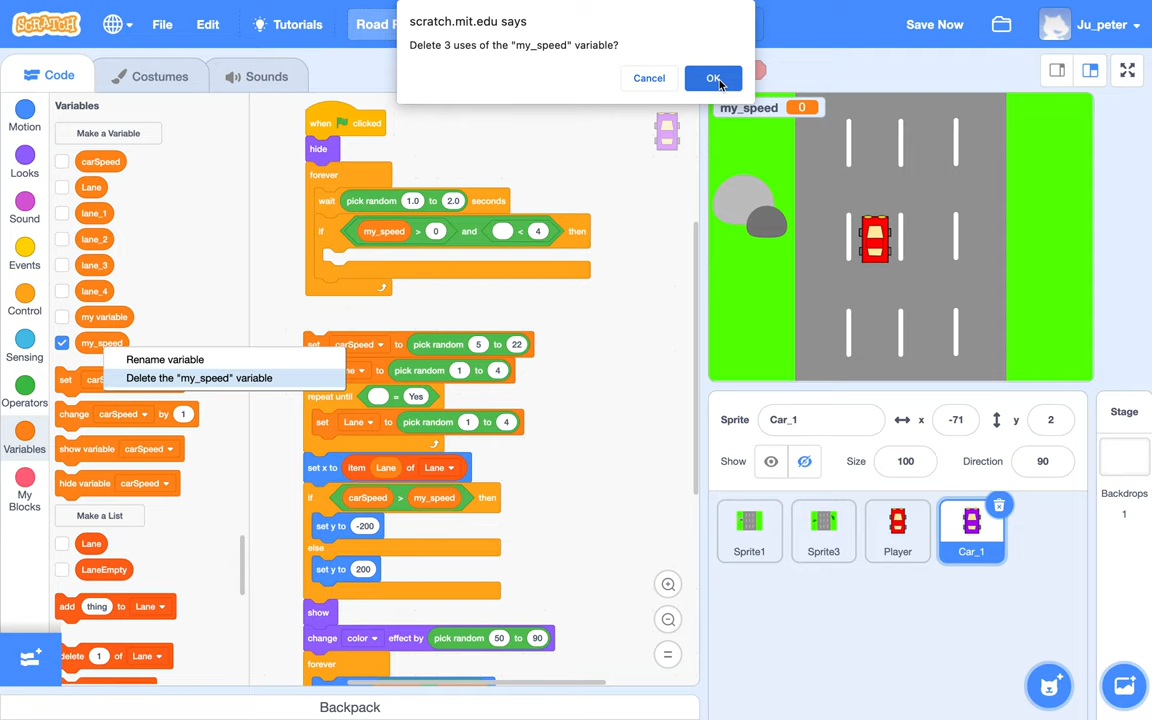 scratch.mit.edu says
Delete 3 uses of the "my_speed" variable?
Cancel
OK
SCRATCH
File
Edit
Tutorials
Road
Save Now
Ju_peter
Code
Costumes
Sounds
Motion
Looks
Sound
Events
Control
Sensing
Operators
Variables
My Blocks
Variables
Make a Variable
carSpeed
Lane
lane_1
lane_2
lane_3
lane_4
my variable
my_speed
Rename variable
Delete the "my_speed" variable
set
change carSpeed by 1
show variable carSpeed
hide variable carSpeed
Make a List
Lane
LaneEmpty
add thing to Lane
delete 1 of Lane
when clicked
hide
forever
wait pick random 1.0 to 2.0 seconds
if my_speed > 0 and < 4 then
set carSpeed to pick random 5 to 22
to pick random 1 to 4
repeat until = Yes
set Lane to pick random 1 to 4
set x to item Lane of Lane
if carSpeed > my_speed then
set y to -200
else
set y to 200
show
change color effect by pick random 50 to 90
forever
my_speed 0
Sprite Car_1 x -71 y 2
Show Size 100 Direction 90
Sprite1
Sprite3
Player
Car_1
Stage
Backdrops
1
Backpack